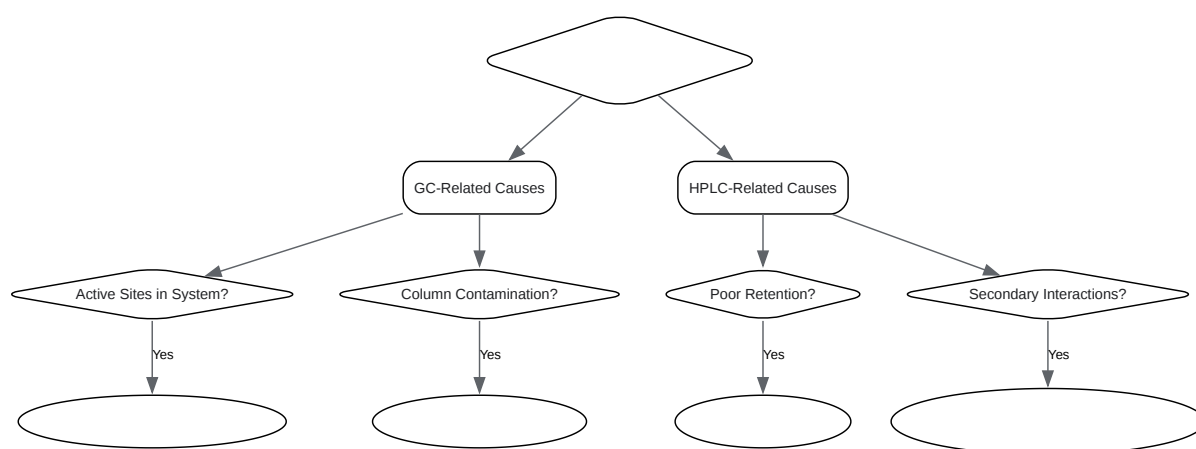 GC-Related Causes
HPLC-Related Causes
Active Sites in System?
Column Contamination?
Poor Retention?
Secondary Interactions?
Yes
Yes
Yes
Yes